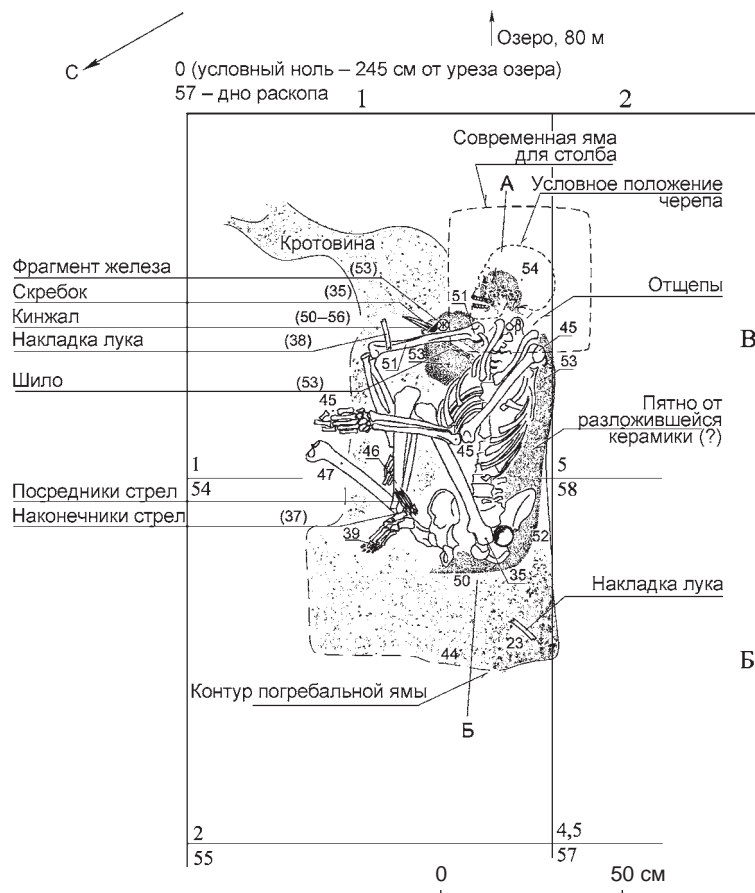 Озеро, 80 м
С
0 (условный ноль – 245 см от уреза озера)
57 – дно раскопа
1
2
Современная яма
для столба
А
Условное положение
черепа
Кротовина
54
Фрагмент железа
(53)
Скребок
(35)
51
Отщепы
Кинжал
(50–56)
Накладка лука
(38)
45
В
51
53
53
Шило
(53)
45
Пятно от
разложившейся
керамики (?)
45
46
47
1
54
5
58
Посредники стрел
Наконечники стрел
(37)
39
52
50
35
Накладка лука
23
44
Контур погребальной ямы
Б
Б
2
55
4,5
57
0
50 см